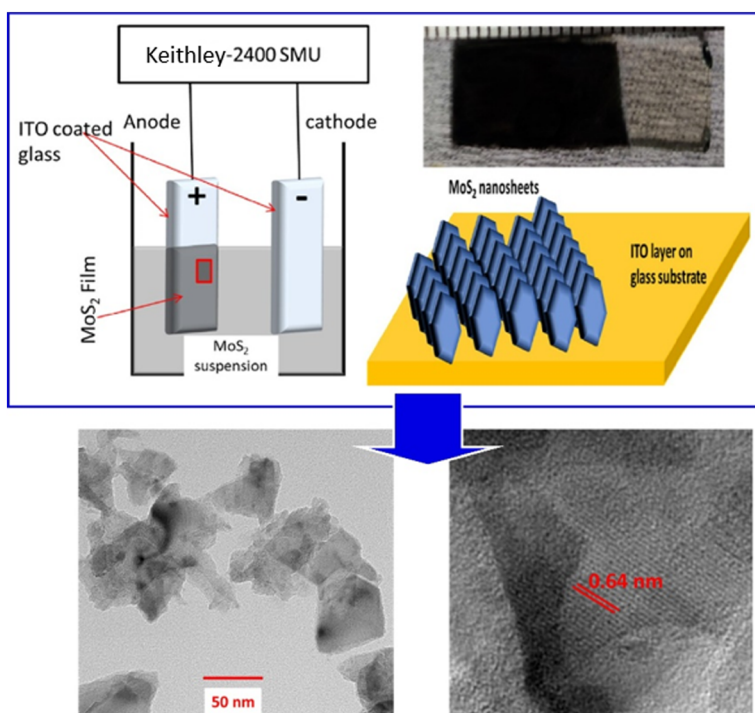 Keithley-2400 SMU
ITO coated
glass
Anode
cathode
+
-
MoS₂ Film
MoS₂
suspension
MoS₂ nanosheets
ITO layer on
glass substrate
50 nm
0.64 nm